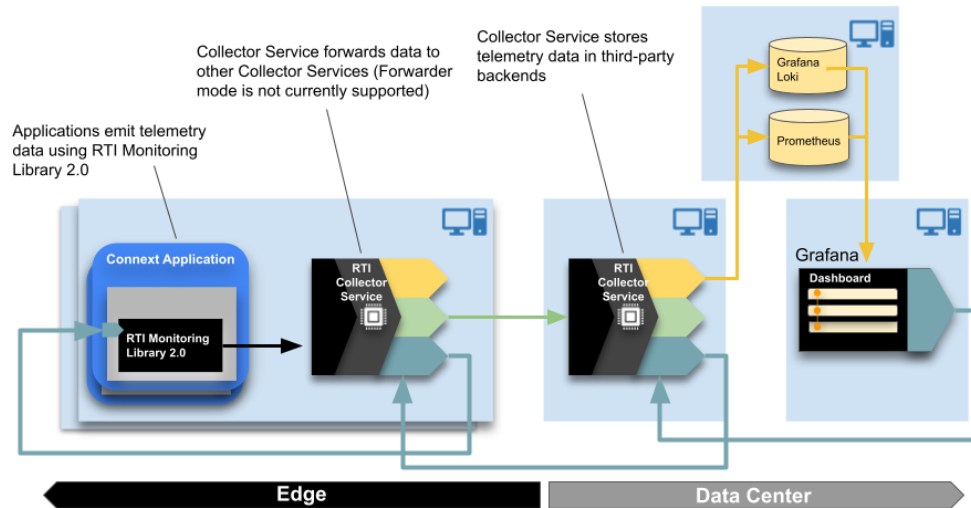 Collector Service forwards data to
other Collector Services (Forwarder
mode is not currently supported)
Collector Service stores
telemetry data in third-party
backends
Grafana
Loki
Prometheus
Applications emit telemetry
data using RTI Monitoring
Library 2.0
Connext Application
RTI Monitoring
Library 2.0
RTI
Collector
Service
RTI
Collector
Service
Grafana
Dashboard
Edge
Data Center